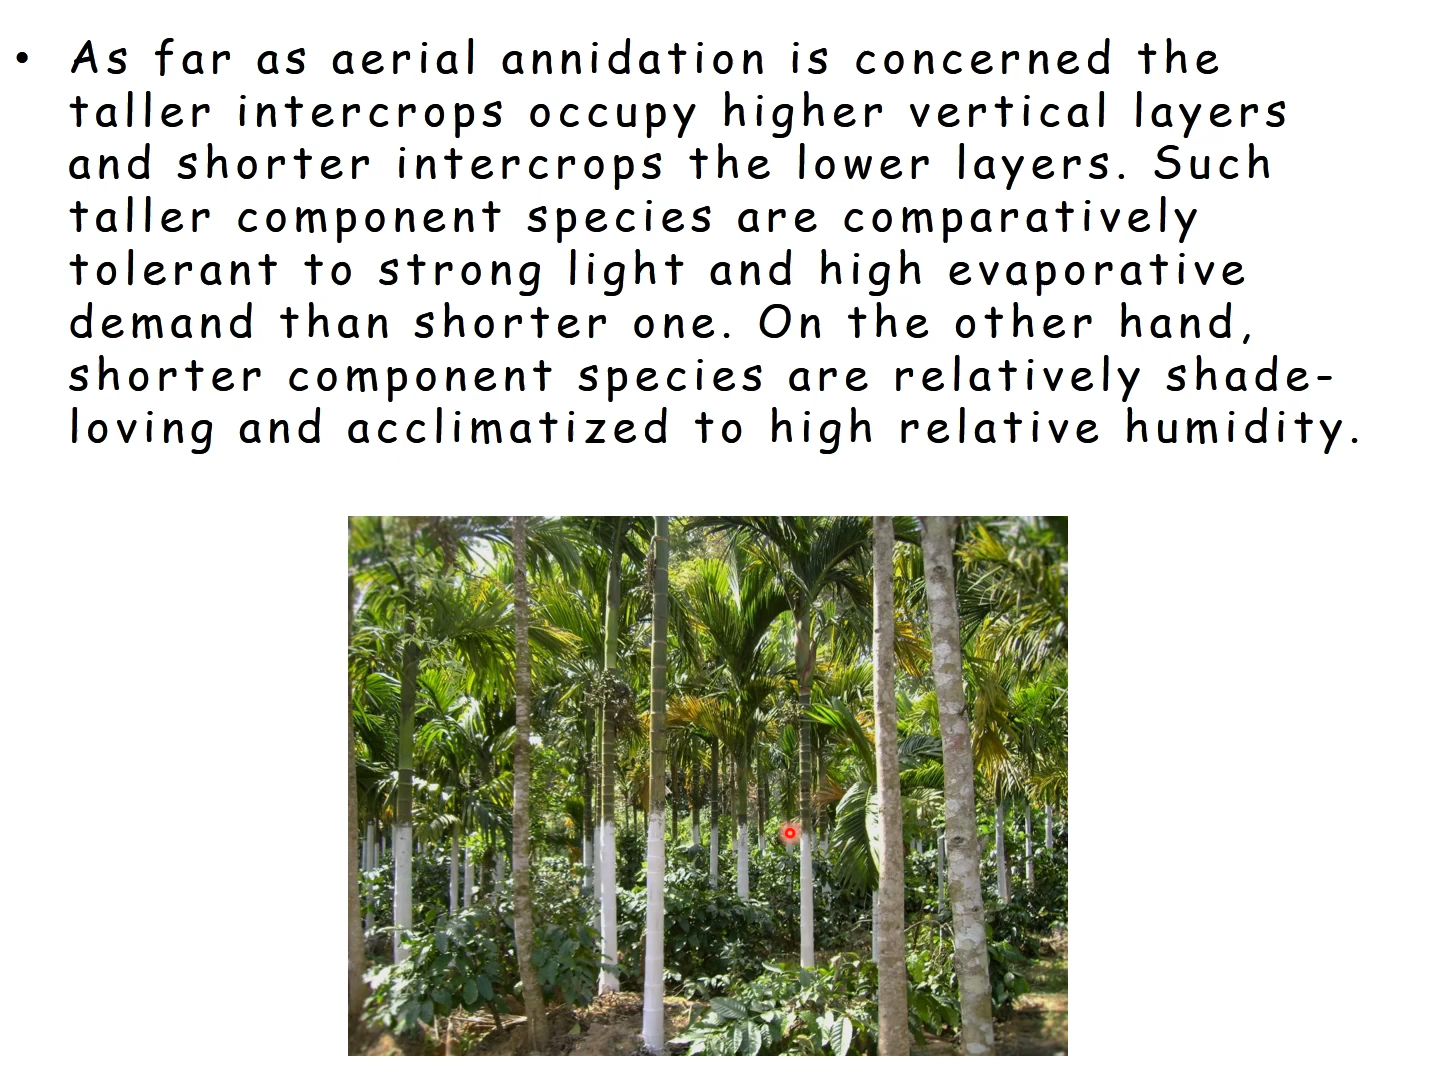 • As far as aerial annidation is concerned the
taller intercrops occupy higher vertical layers
and shorter intercrops the lower layers. Such
taller component species are comparatively
tolerant to strong light and high evaporative
demand than shorter one. On the other hand,
shorter component species are relatively shade-
loving and acclimatized to high relative humidity.